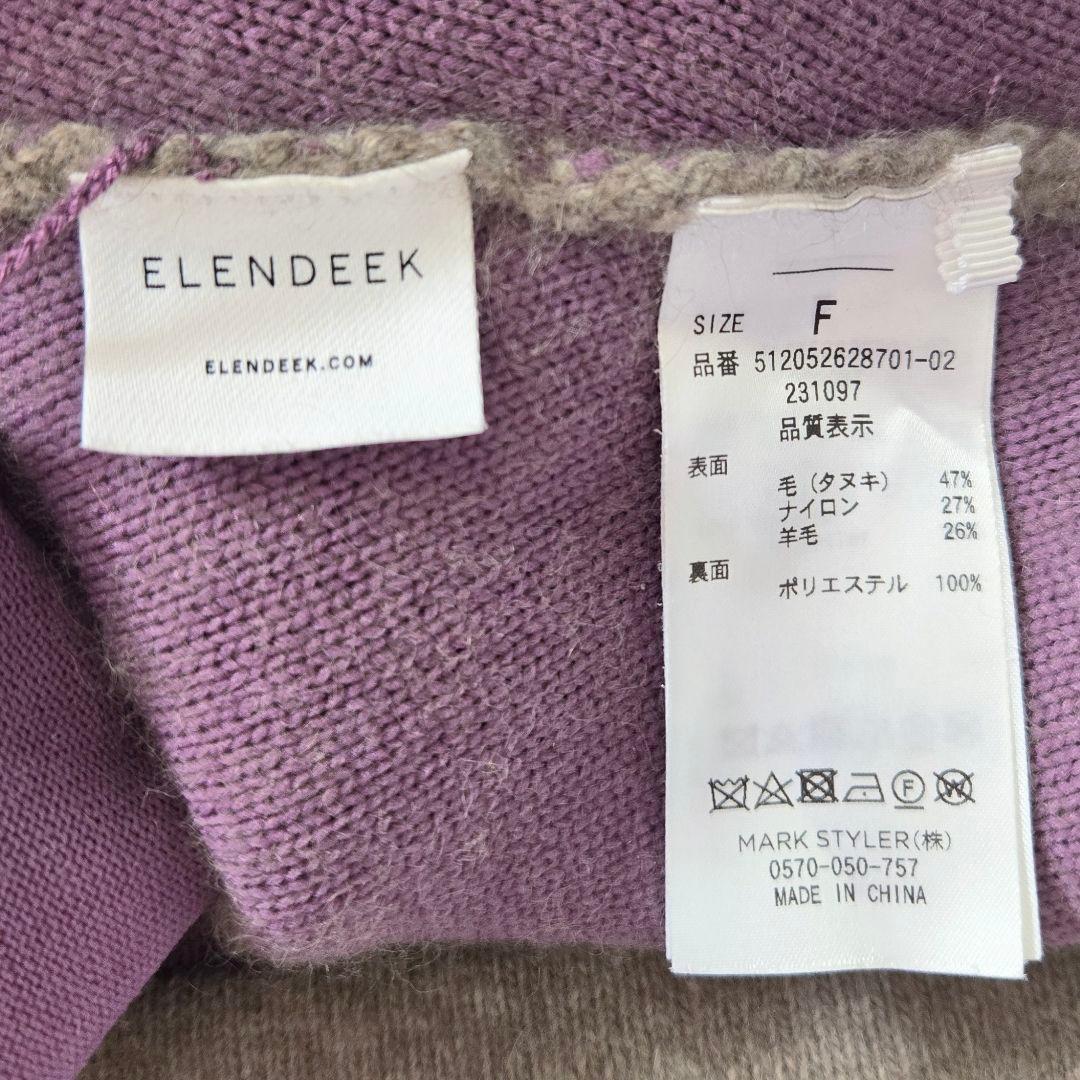 ELENDEEK
ELENDEEK.COM
SIZE F
品番 512052628701-02
231097
品質表示
表面
毛(タヌキ) 47%
ナイロン 27%
羊毛 26%
裏面
ポリエステル 100%
F W
MARK STYLER(株)
0570-050-757
MADE IN CHINA